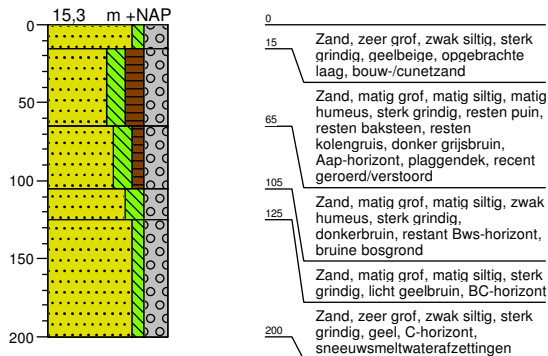 15,3 m +NAP
0
50
100
150
200
0
15
Zand, zeer grof, zwak siltig, sterk
grindig, geelbeige, opgebrachte
laag, bouw-/cunetzand
65
Zand, matig grof, matig siltig, matig
humeus, sterk grindig, resten puin,
resten baksteen, resten
kolengruis, donker grijsbruin,
Aap-horizont, plaggendek, recent
geroerd/verstoord
105
Zand, matig grof, matig siltig, zwak
humeus, sterk grindig,
donkerbruin, restant Bws-horizont,
bruine bosgrond
125
Zand, matig grof, matig siltig, sterk
grindig, licht geelbruin, BC-horizont
200
Zand, zeer grof, zwak siltig, sterk
grindig, geel, C-horizont,
sneeuwsmeltwaterafzettingen